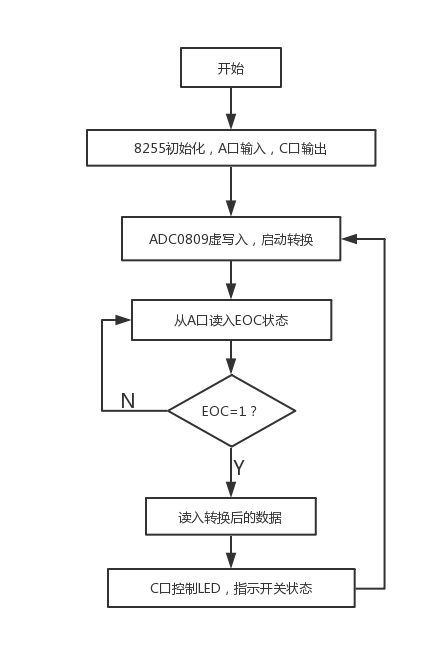 开始
8255初始化，A口输入，C口输出
ADC0809虚写入，启动转换
从A口读入EOC状态
EOC=1？
N
Y
读入转换后的数据
C口控制LED，指示开关状态